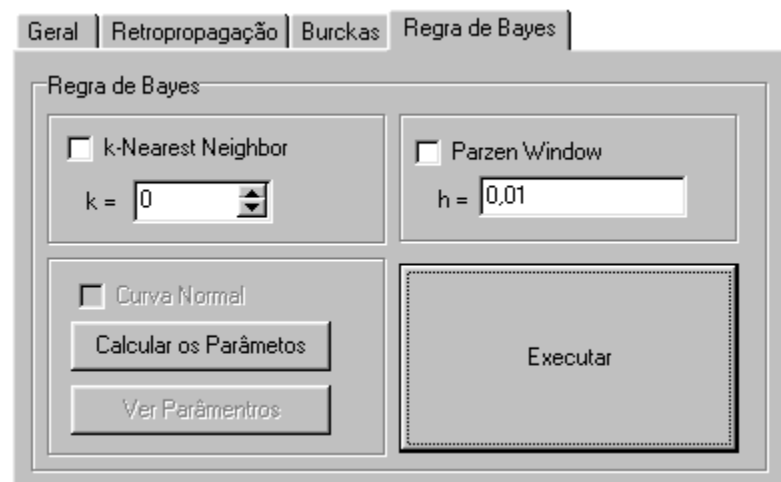 Geral Retropropagação Burckas Regra de Bayes
Regra de Bayes
k-Nearest Neighbor
k = 0
Parzen Window
h = 0,01
Curva Normal
Calcular os Parâmetos
Ver Parâmentros
Executar